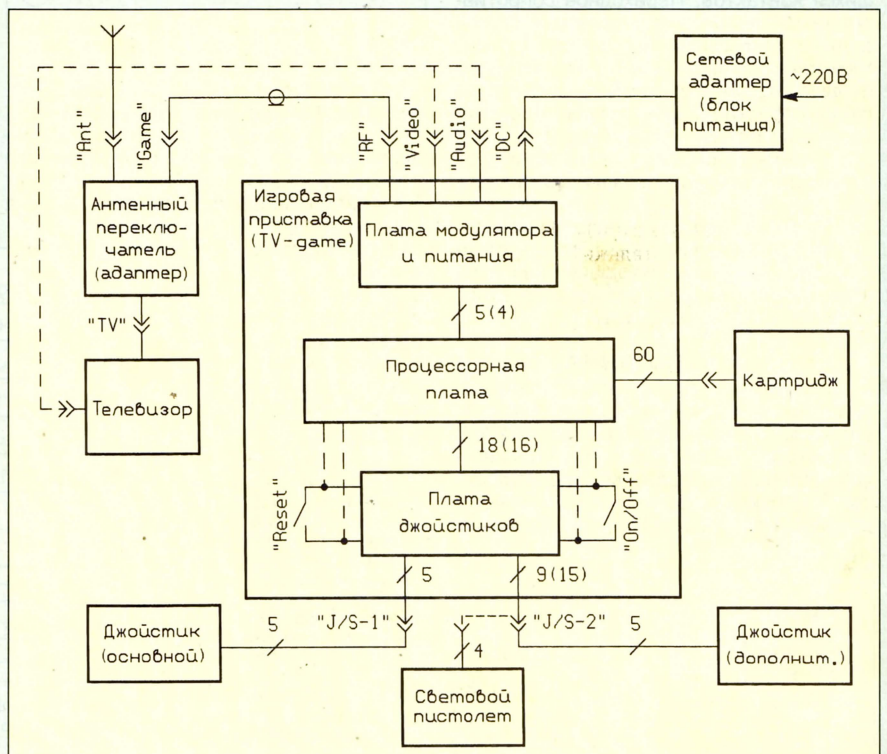 Сетевой
адаптер
(блок
питания)
~220В
"Ant"
"Game"
"RF"
"Video"
"Audio"
"DC"
Антенный
переклю-
чатель
(адаптер)
Игровая
приставка
(TV-game)
Плата модулятора
и питания
"TV"
5(4)
Телевизор
Процессорная
плата
60
Картридж
18(16)
"Reset"
Плата
джойстиков
"On/Off"
5
9(15)
Джойстик
(основной)
5
"J/S-1"
"J/S-2"
5
Джойстик
(дополнит.)
4
Световой
пистолет